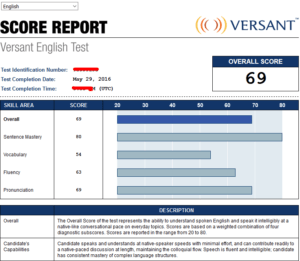 English
SCORE REPORT
VERSANT
Versant English Test
OVERALL SCORE
69
Test Identification Number:
Test Completion Date: May 29, 2016
Test Completion Time: (UTC)
SKILL AREA SCORE 20 30 40 50 60 70 80
Overall 69
Sentence Mastery 80
Vocabulary 54
Fluency 63
Pronunciation 69
DESCRIPTION
Overall The Overall Score of the test represents the ability to understand spoken English and speak it intelligibly at
a native-like conversational pace on everyday topics. Scores are based on a weighted combination of four
diagnostic subscores. Scores are reported in the range from 20 to 80.
Candidate's Candidate speaks and understands at native-speaker speeds with minimal effort, and can contribute readily to
Capabilities a native-paced discussion at length, maintaining the colloquial flow. Speech is fluent and intelligible; candidate
has consistent mastery of complex language structures.